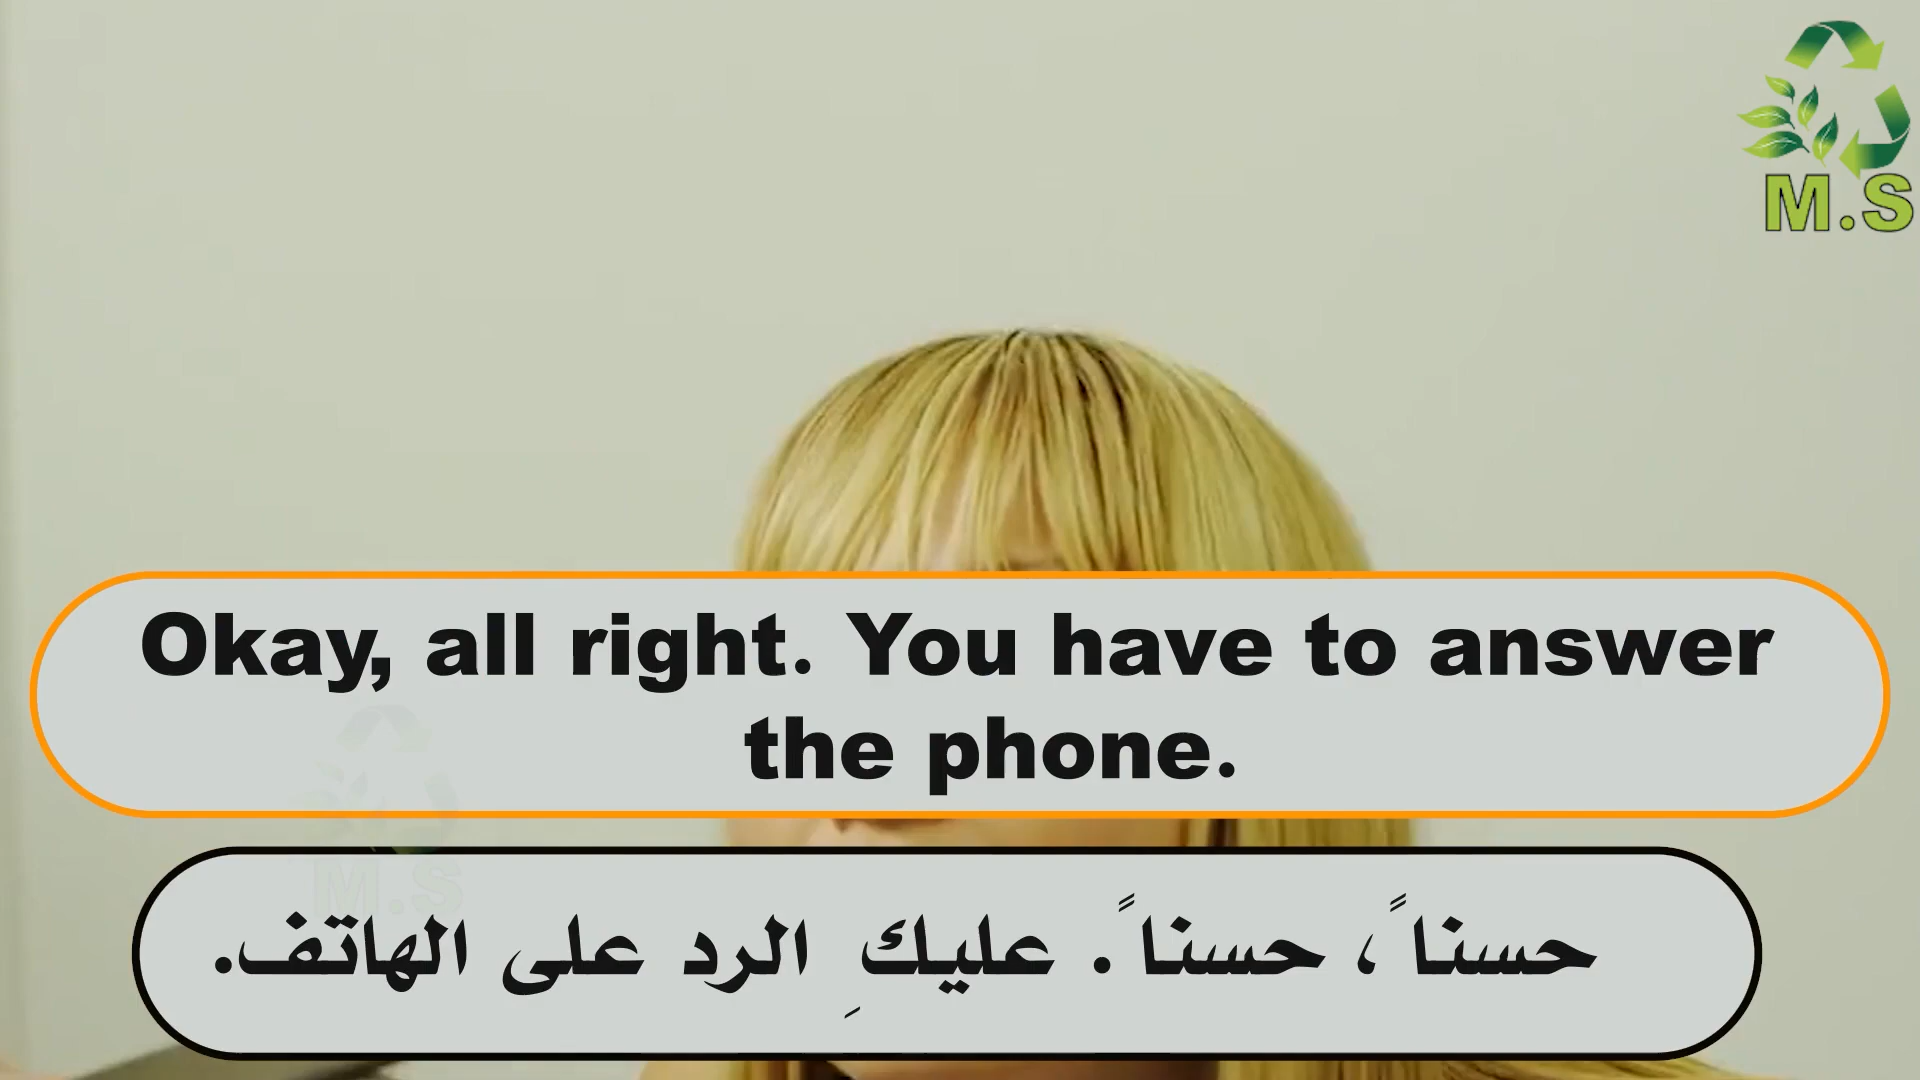 M.S
Okay, all right. You have to answer
the phone.
M.S
حسناً، حسناً. عليكِ الرد على الهاتف.